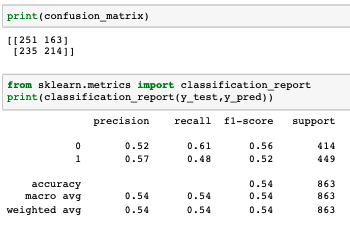 print(confusion_matrix)
[[251 163]
 [235 214]]
from sklearn.metrics import classification_report
print(classification_report(y_test,y_pred))
precision recall f1-score support
0 0.52 0.61 0.56 414
1 0.57 0.48 0.52 449
accuracy 0.54 863
macro avg 0.54 0.54 0.54 863
weighted avg 0.54 0.54 0.54 863